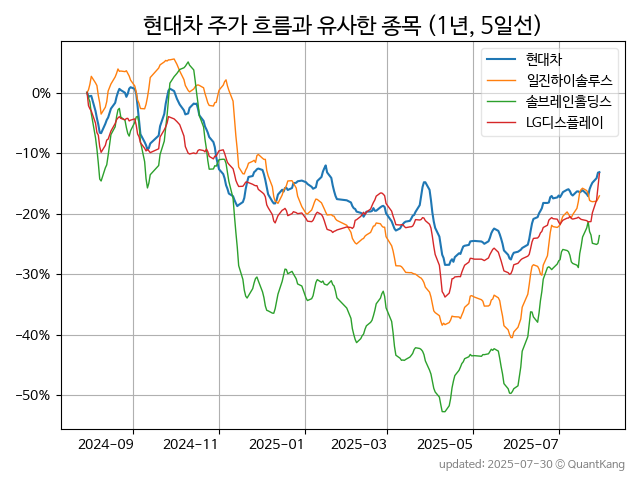 현대차 주가 흐름과 유사한 종목 (1년, 5일선)
현대차
일진하이솔루스
솔브레인홀딩스
LG디스플레이
0%
−10%
−20%
−30%
−40%
−50%
2024-09
2024-11
2025-01
2025-03
2025-05
2025-07
updated: 2025-07-30 © QuantKang